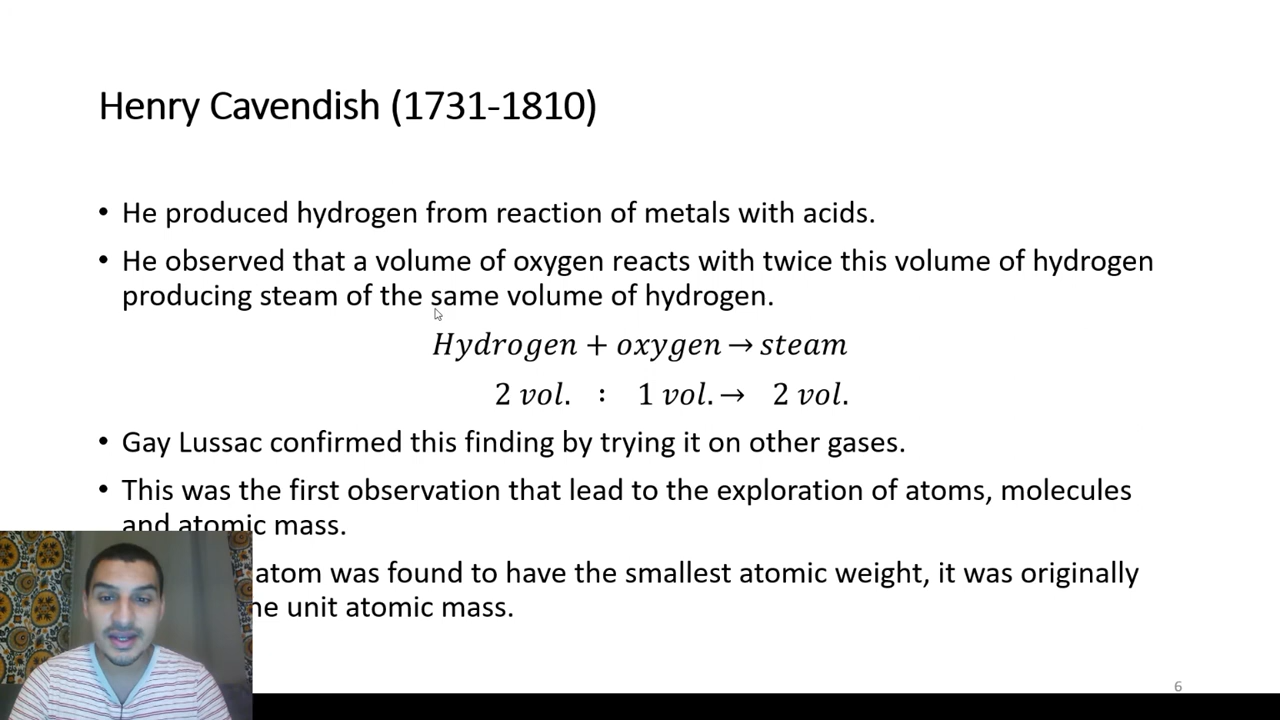 Henry Cavendish (1731-1810)
• He produced hydrogen from reaction of metals with acids.
• He observed that a volume of oxygen reacts with twice this volume of hydrogen
producing steam of the same volume of hydrogen.
Hydrogen + oxygen → steam
2 vol. : 1 vol. → 2 vol.
• Gay Lussac confirmed this finding by trying it on other gases.
• This was the first observation that lead to the exploration of atoms, molecules
and atomic mass.
atom was found to have the smallest atomic weight, it was originally
unit atomic mass.
6